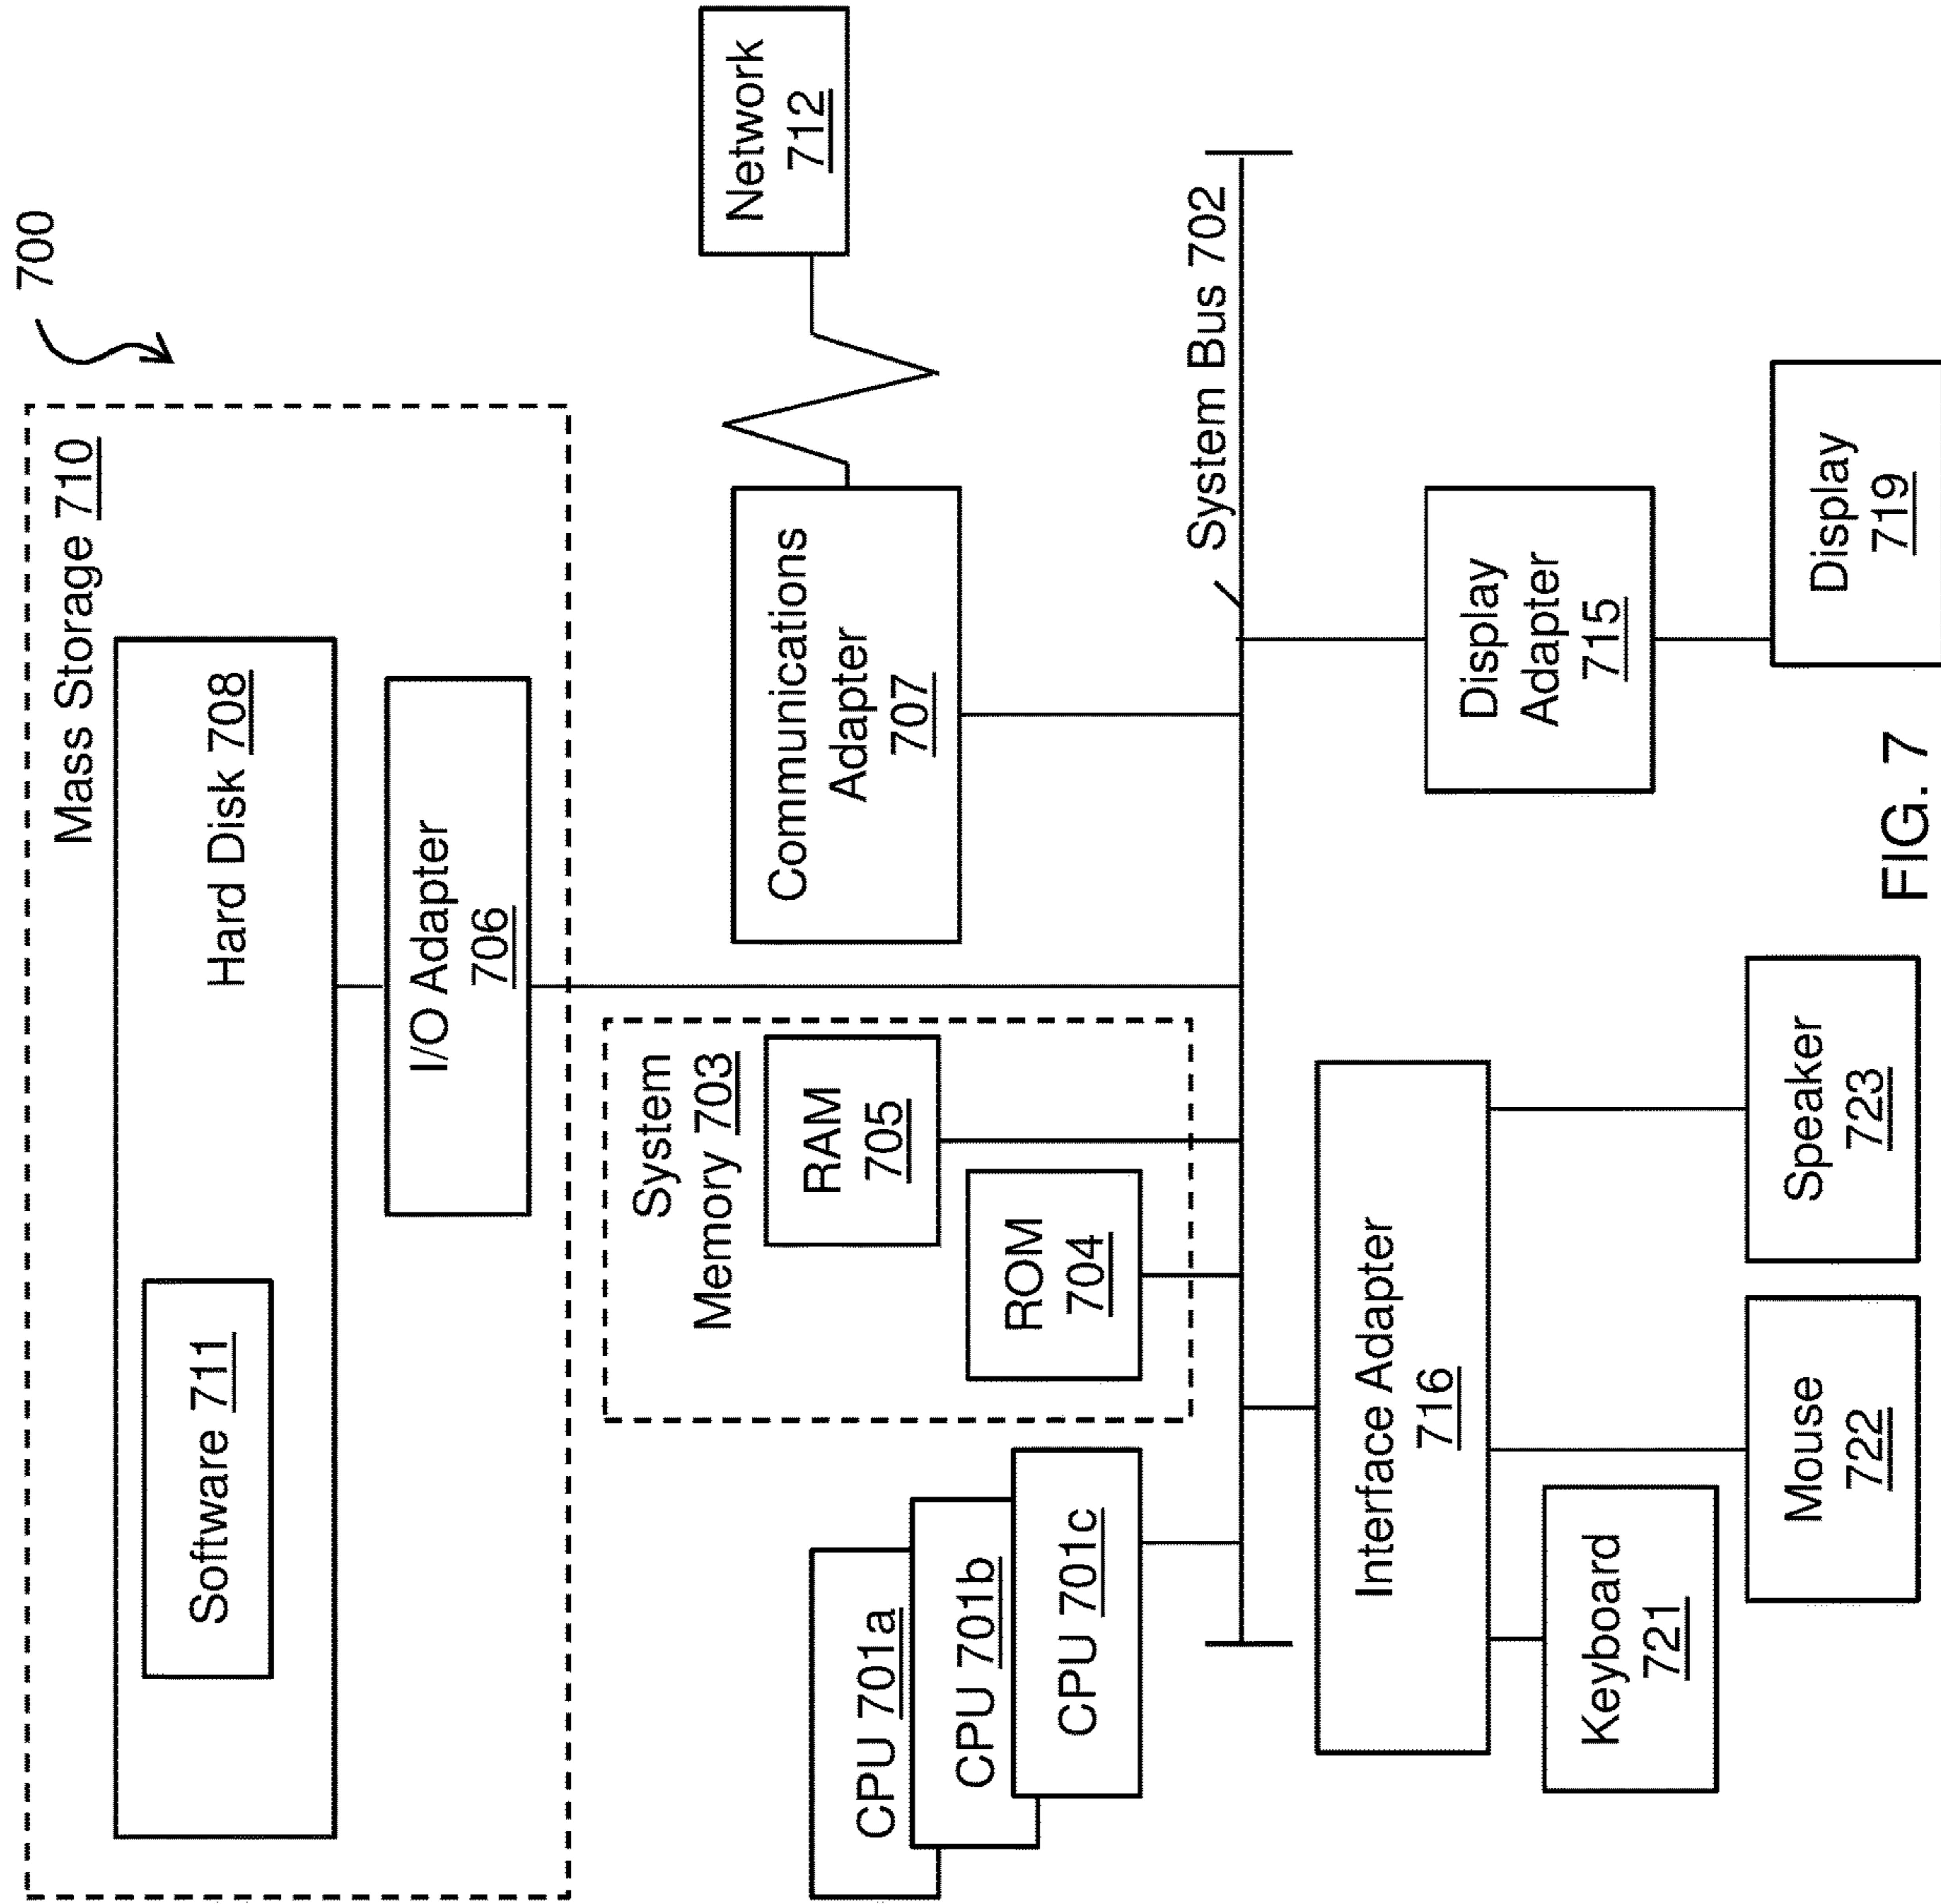 700
Mass Storage 710
Hard Disk 708
Software 711
I/O Adapter
706
System
Memory 703
RAM
705
ROM
704
Communications
Adapter
707
Network
712
CPU 701a
CPU 701b
CPU 701c
System Bus 702
Interface Adapter
716
Display
Adapter
715
Keyboard
721
Mouse
722
Speaker
723
Display
719
FIG. 7